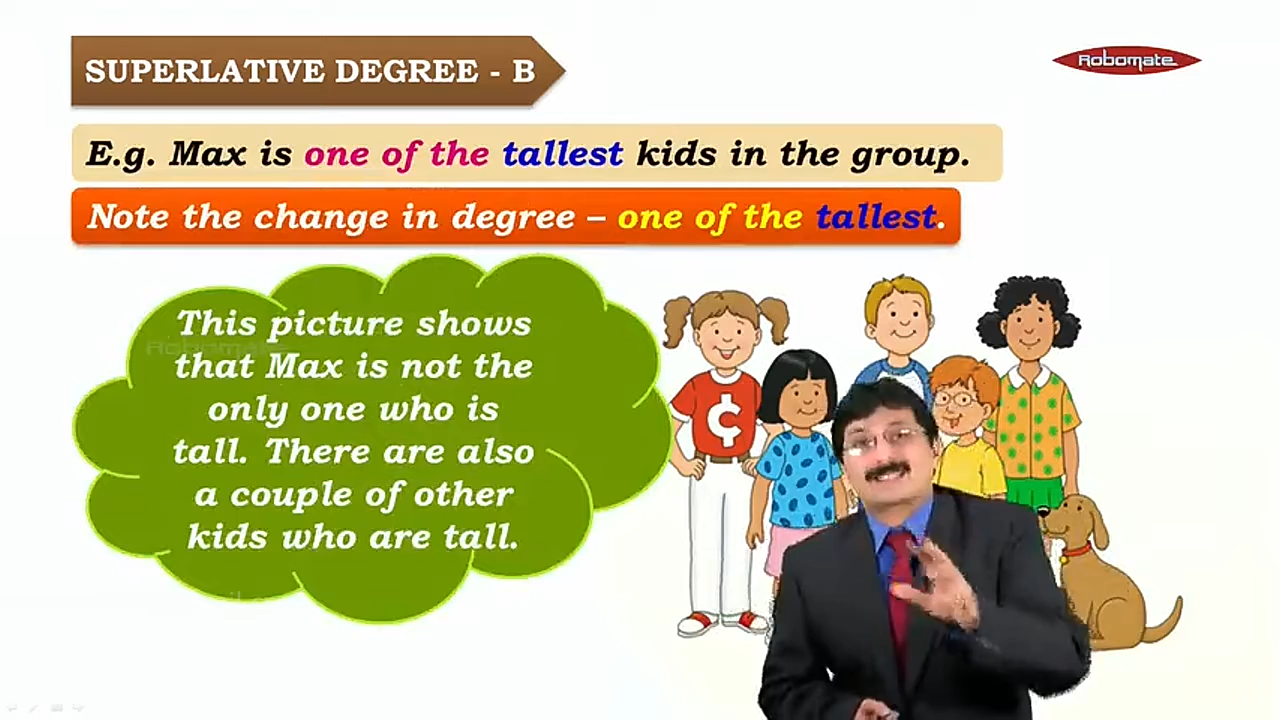 SUPERLATIVE DEGREE - B
Robomate
E.g. Max is one of the tallest kids in the group.
Note the change in degree – one of the tallest.
This picture shows
that Max is not the
only one who is
tall. There are also
a couple of other
kids who are tall.
Robomate
¢